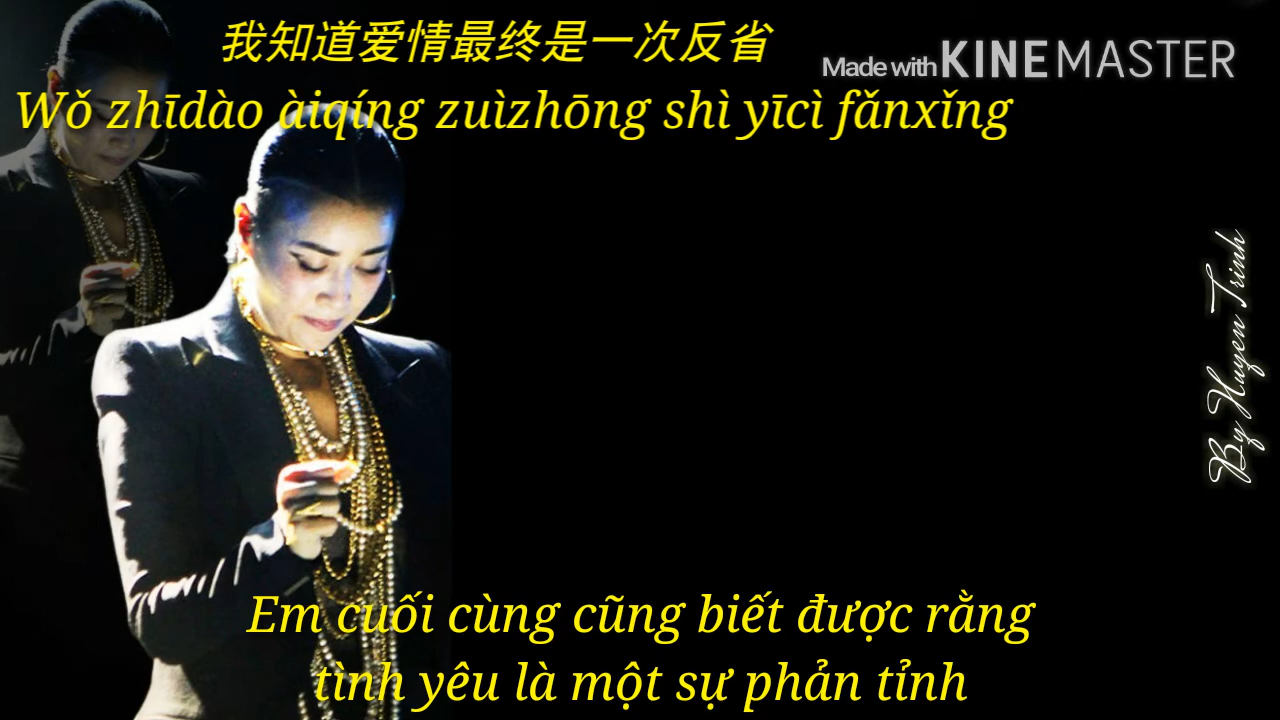 我知道爱情最终是一次反省
Made with KINEMASTER
Wǒ zhīdào àiqíng zuìzhōng shì yīcì fǎnxǐng
By Huyen Trinh
Em cuối cùng cũng biết được rằng
tình yêu là một sự phản tỉnh